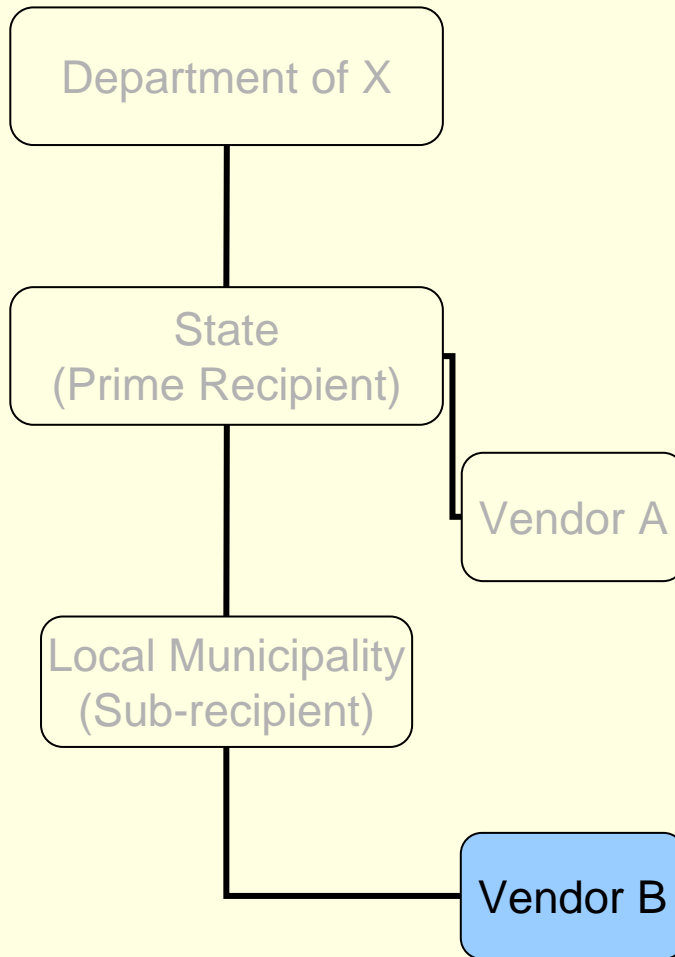 Department of X
State
(Prime Recipient)
Vendor A
Local Municipality
(Sub-recipient)
Vendor B